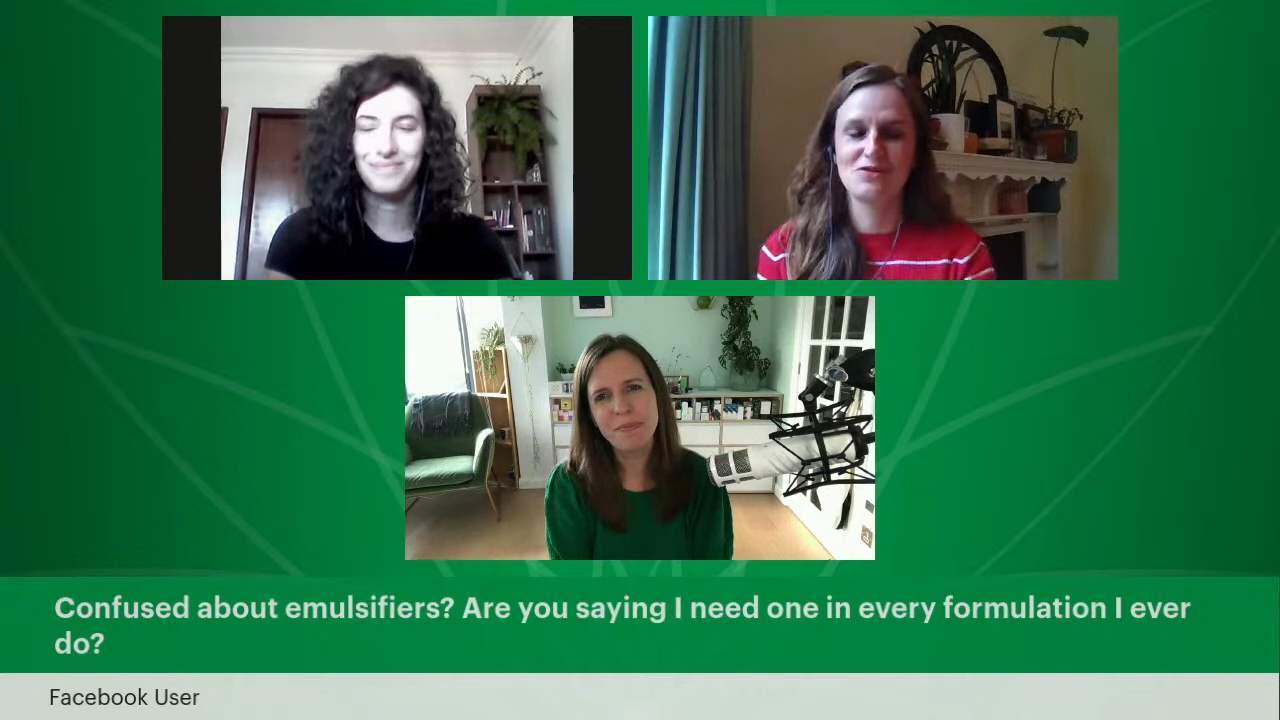 Confused about emulsifiers? Are you saying I need one in every formulation I ever
do?
Facebook User